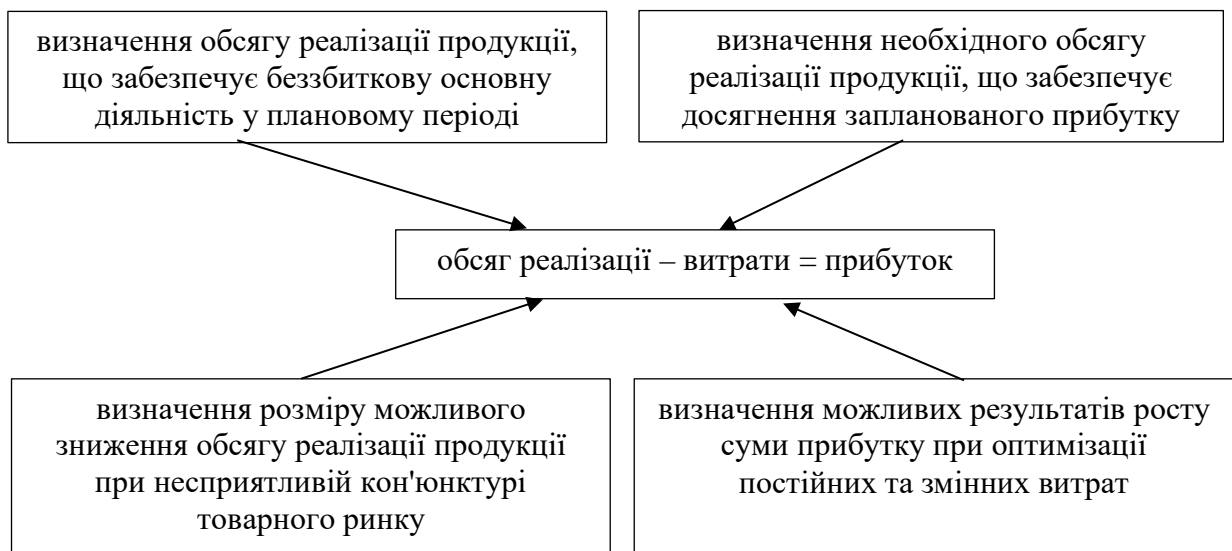 визначення обсягу реалізації продукції,
що забезпечує беззбиткову основну
діяльність у плановому періоді
визначення необхідного обсягу
реалізації продукції, що забезпечує
досягнення запланованого прибутку
обсяг реалізації – витрати = прибуток
визначення розміру можливого
зниження обсягу реалізації продукції
при несприятливій кон'юнктурі
товарного ринку
визначення можливих результатів росту
суми прибутку при оптимізації
постійних та змінних витрат